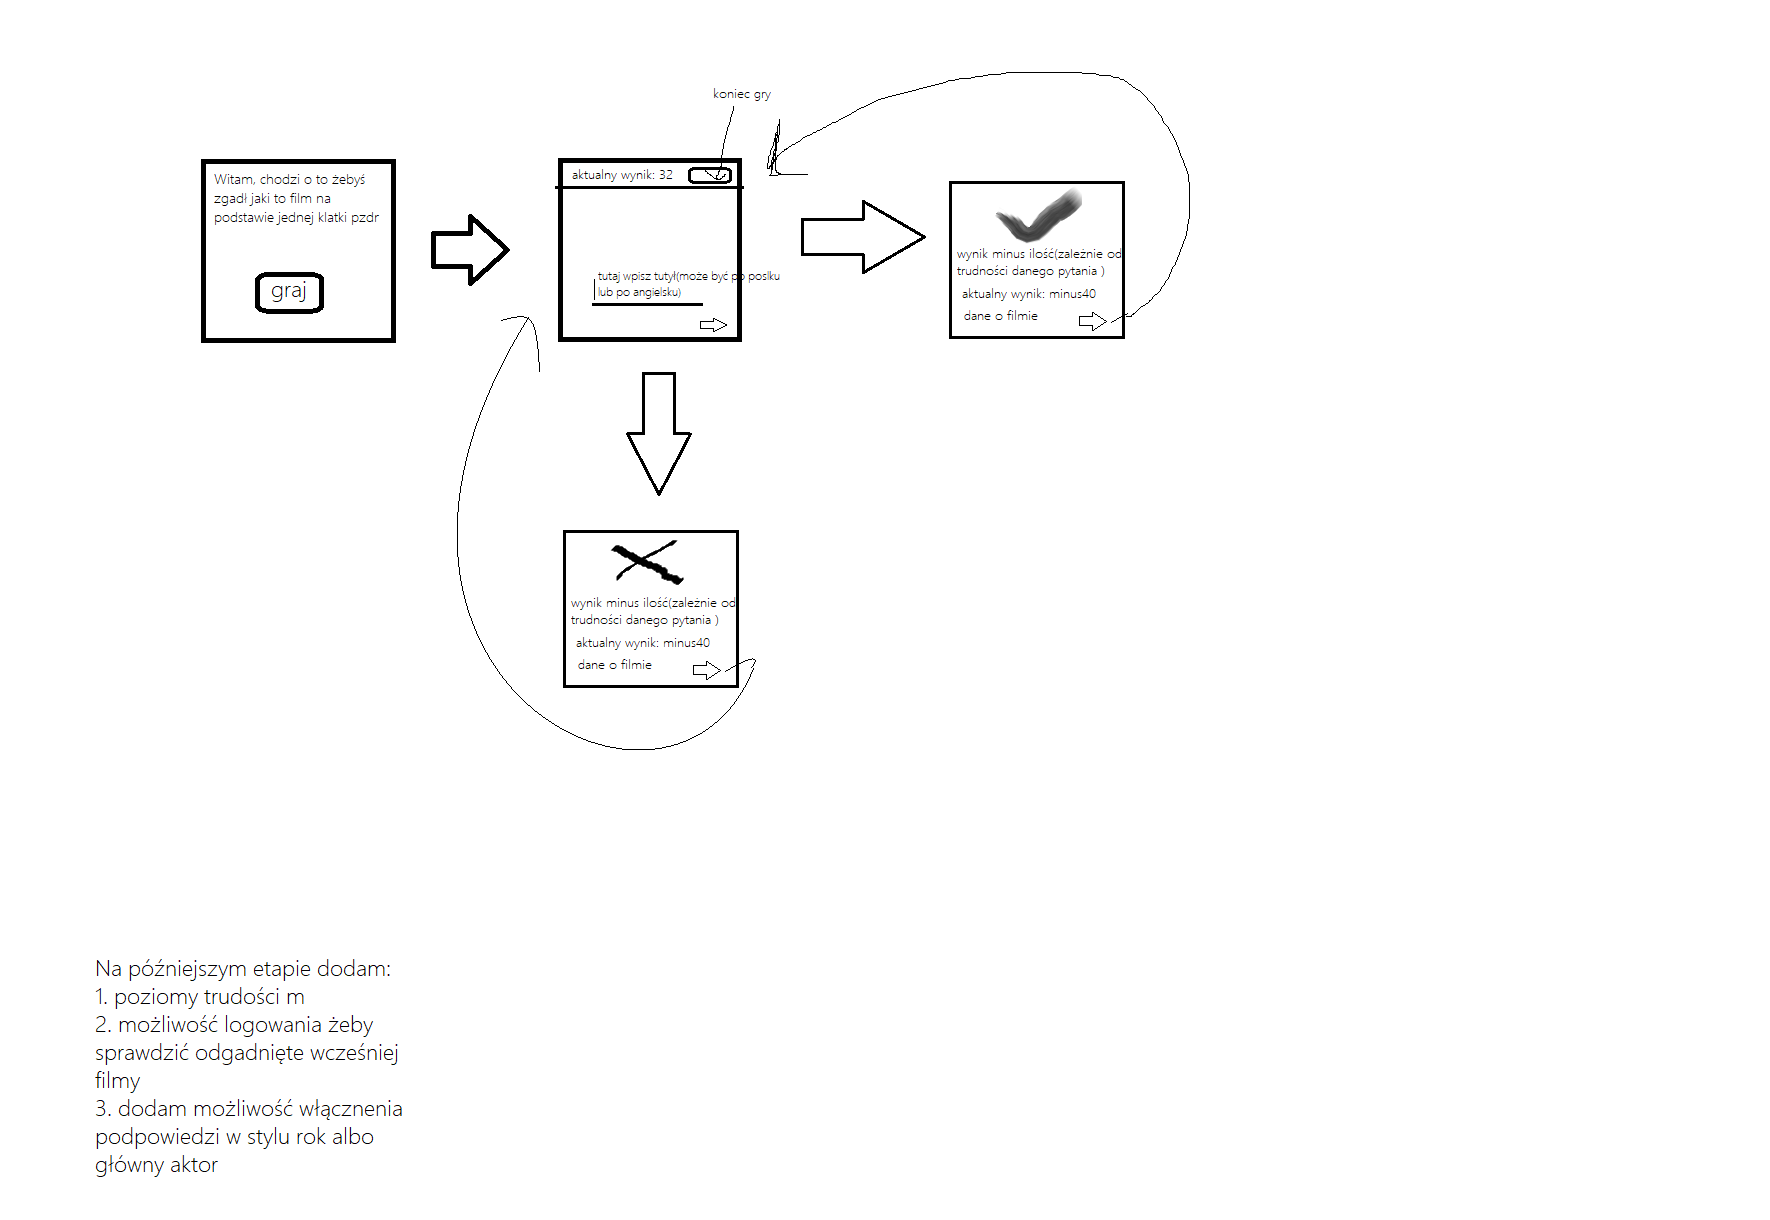 koniec gry
Witam, chodzi o to żebyś
zgadł jaki to film na
podstawie jednej klatki pzdr
graj
aktualny wynik: 32
tutaj wpisz tutył(może być po poslku
lub po angielsku)
wynik minus ilość(zależnie od
trudności danego pytania )
aktualny wynik: minus40
dane o filmie
wynik minus ilość(zależnie od
trudności danego pytania )
aktualny wynik: minus40
dane o filmie
Na późniejszym etapie dodam:
1. poziomy trudości m
2. możliwość logowania żeby
sprawdzić odgadnięte wcześniej
filmy
3. dodam możliwość włącznenia
podpowiedzi w stylu rok albo
główny aktor